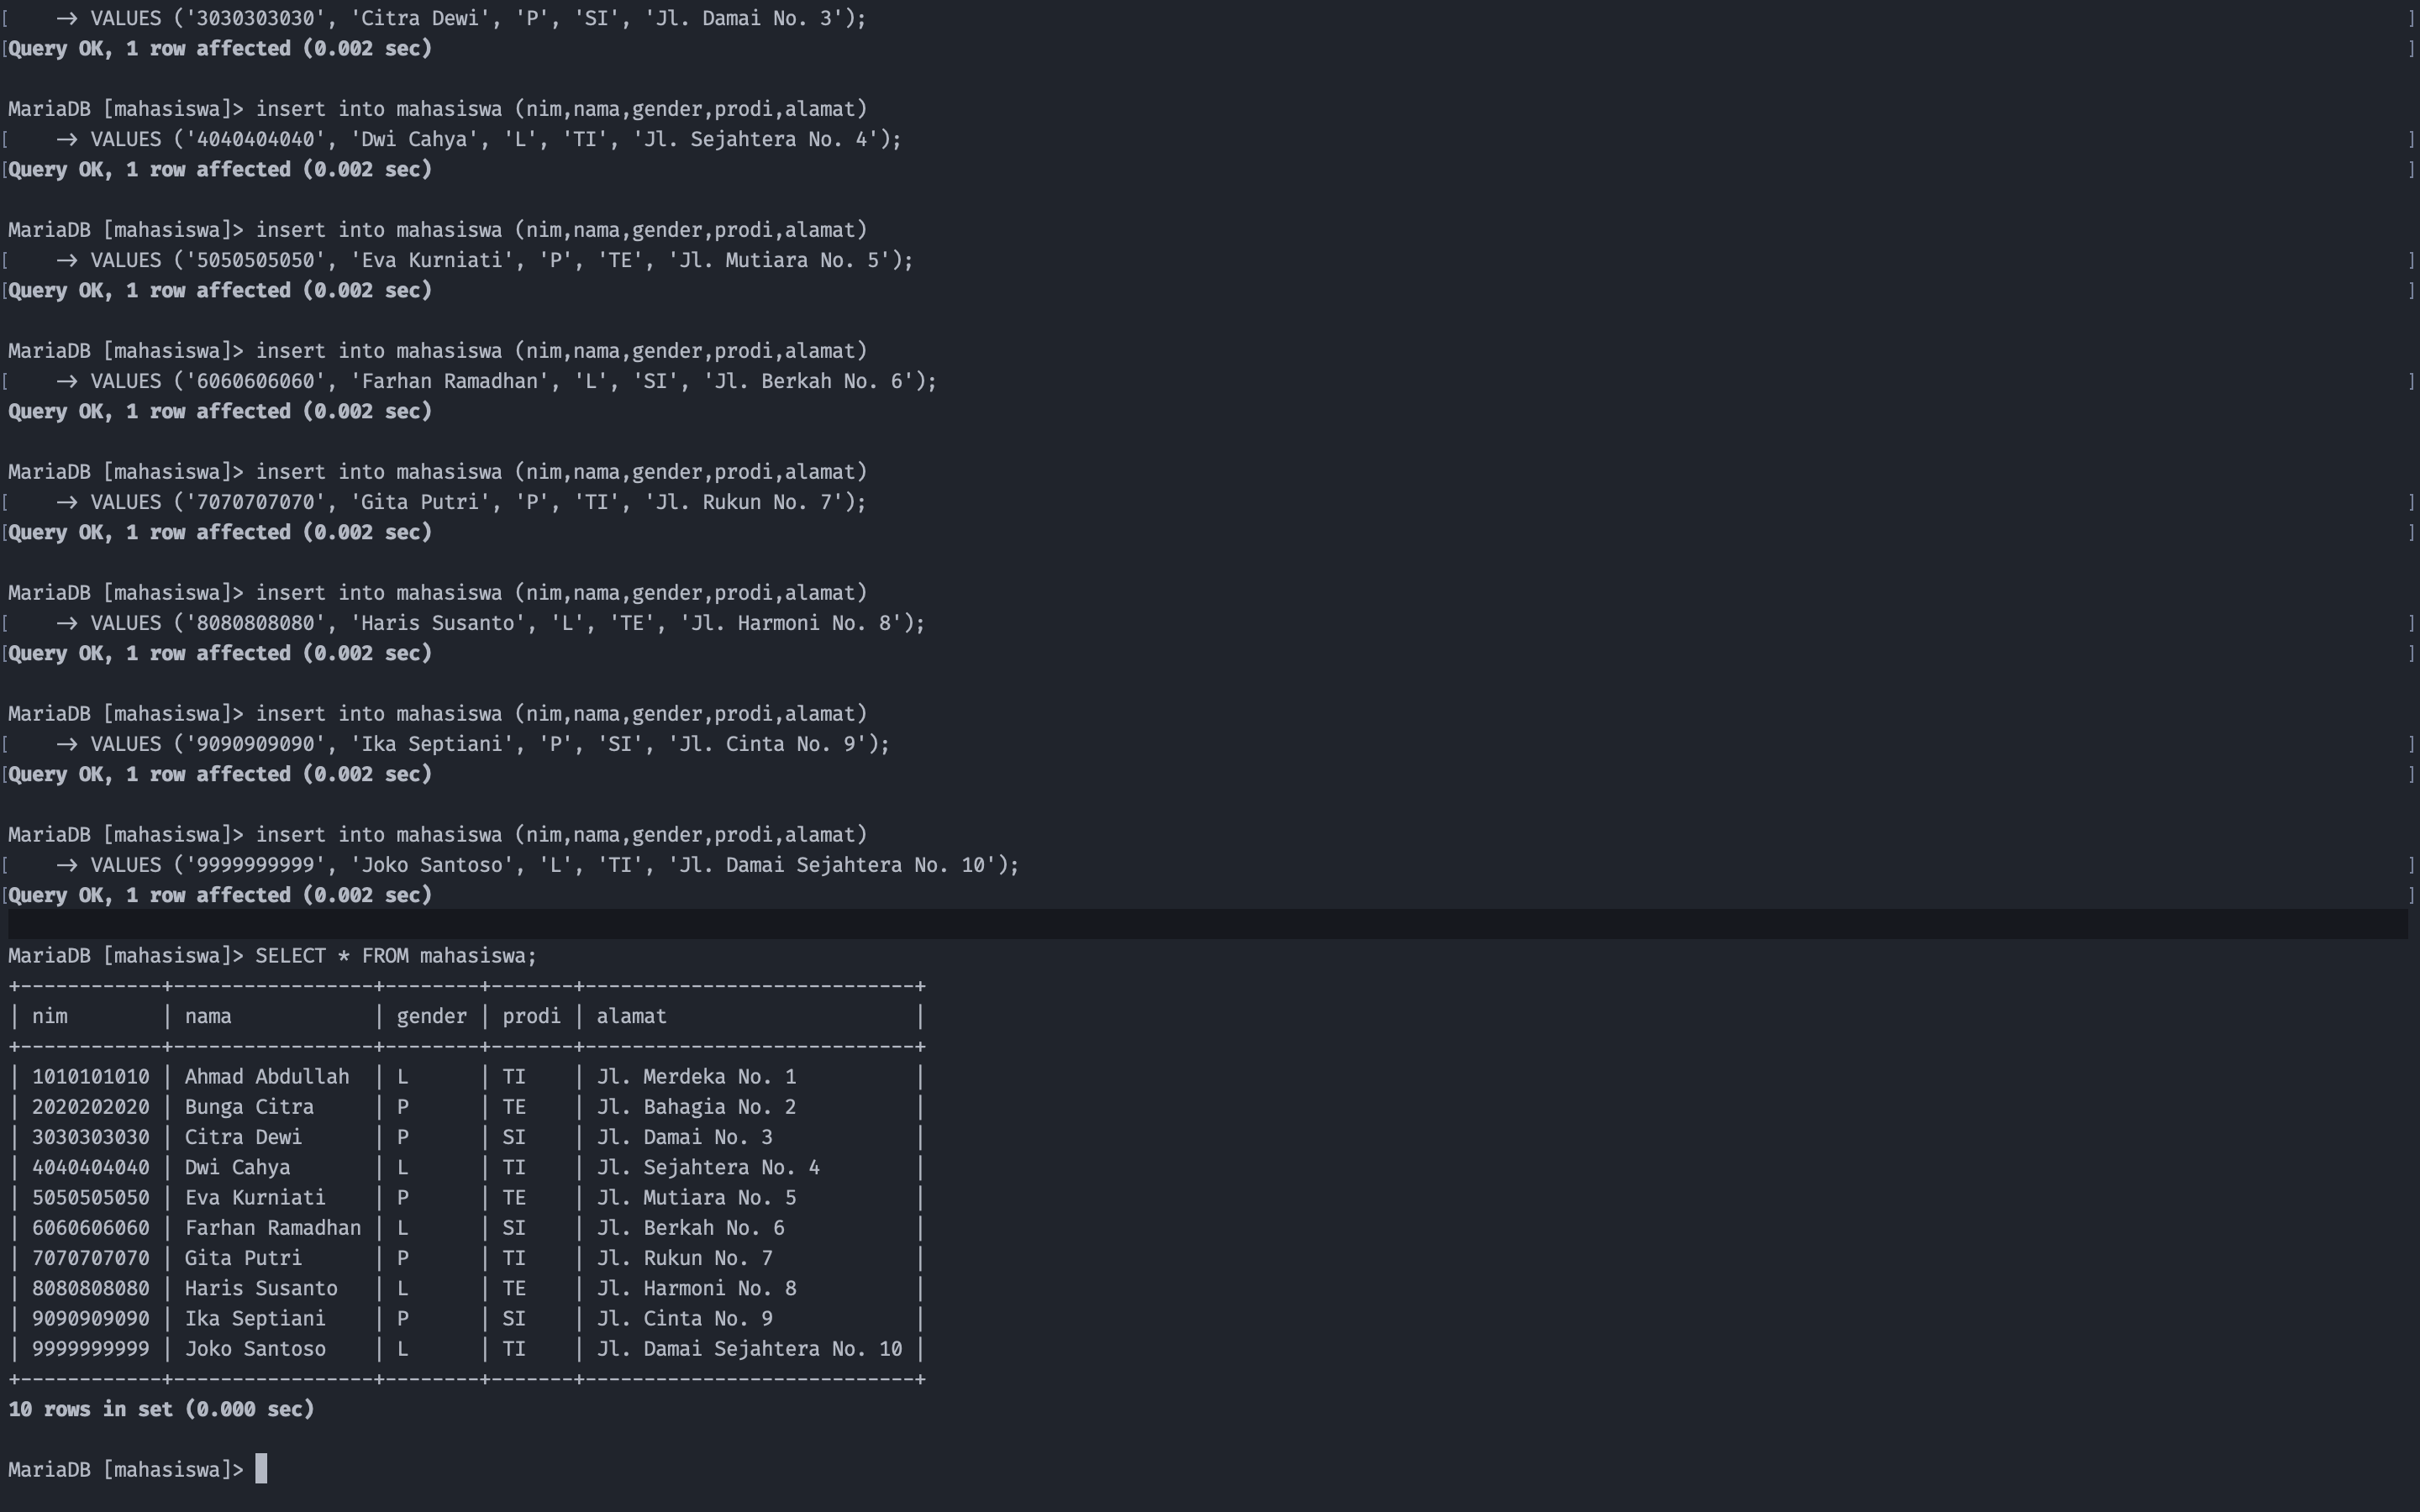 [    -> VALUES ('3030303030', 'Citra Dewi', 'P', 'SI', 'Jl. Damai No. 3'); ]
[Query OK, 1 row affected (0.002 sec) ]
MariaDB [mahasiswa]> insert into mahasiswa (nim,nama,gender,prodi,alamat)
[    -> VALUES ('4040404040', 'Dwi Cahya', 'L', 'TI', 'Jl. Sejahtera No. 4'); ]
[Query OK, 1 row affected (0.002 sec) ]
MariaDB [mahasiswa]> insert into mahasiswa (nim,nama,gender,prodi,alamat)
[    -> VALUES ('5050505050', 'Eva Kurniati', 'P', 'TE', 'Jl. Mutiara No. 5'); ]
[Query OK, 1 row affected (0.002 sec) ]
MariaDB [mahasiswa]> insert into mahasiswa (nim,nama,gender,prodi,alamat)
[    -> VALUES ('6060606060', 'Farhan Ramadhan', 'L', 'SI', 'Jl. Berkah No. 6'); ]
Query OK, 1 row affected (0.002 sec)
MariaDB [mahasiswa]> insert into mahasiswa (nim,nama,gender,prodi,alamat)
[    -> VALUES ('7070707070', 'Gita Putri', 'P', 'TI', 'Jl. Rukun No. 7'); ]
[Query OK, 1 row affected (0.002 sec) ]
MariaDB [mahasiswa]> insert into mahasiswa (nim,nama,gender,prodi,alamat)
[    -> VALUES ('8080808080', 'Haris Susanto', 'L', 'TE', 'Jl. Harmoni No. 8'); ]
[Query OK, 1 row affected (0.002 sec) ]
MariaDB [mahasiswa]> insert into mahasiswa (nim,nama,gender,prodi,alamat)
[    -> VALUES ('9090909090', 'Ika Septiani', 'P', 'SI', 'Jl. Cinta No. 9'); ]
[Query OK, 1 row affected (0.002 sec) ]
MariaDB [mahasiswa]> insert into mahasiswa (nim,nama,gender,prodi,alamat)
[    -> VALUES ('9999999999', 'Joko Santoso', 'L', 'TI', 'Jl. Damai Sejahtera No. 10'); ]
[Query OK, 1 row affected (0.002 sec) ]
MariaDB [mahasiswa]> SELECT * FROM mahasiswa;
+------------+-----------------+--------+-------+----------------------------+
| nim        | nama            | gender | prodi | alamat                     |
+------------+-----------------+--------+-------+----------------------------+
| 1010101010 | Ahmad Abdullah  | L      | TI    | Jl. Merdeka No. 1          |
| 2020202020 | Bunga Citra     | P      | TE    | Jl. Bahagia No. 2          |
| 3030303030 | Citra Dewi      | P      | SI    | Jl. Damai No. 3            |
| 4040404040 | Dwi Cahya       | L      | TI    | Jl. Sejahtera No. 4        |
| 5050505050 | Eva Kurniati    | P      | TE    | Jl. Mutiara No. 5          |
| 6060606060 | Farhan Ramadhan | L      | SI    | Jl. Berkah No. 6           |
| 7070707070 | Gita Putri      | P      | TI    | Jl. Rukun No. 7            |
| 8080808080 | Haris Susanto   | L      | TE    | Jl. Harmoni No. 8          |
| 9090909090 | Ika Septiani    | P      | SI    | Jl. Cinta No. 9            |
| 9999999999 | Joko Santoso    | L      | TI    | Jl. Damai Sejahtera No. 10 |
+------------+-----------------+--------+-------+----------------------------+
10 rows in set (0.000 sec)
MariaDB [mahasiswa]>